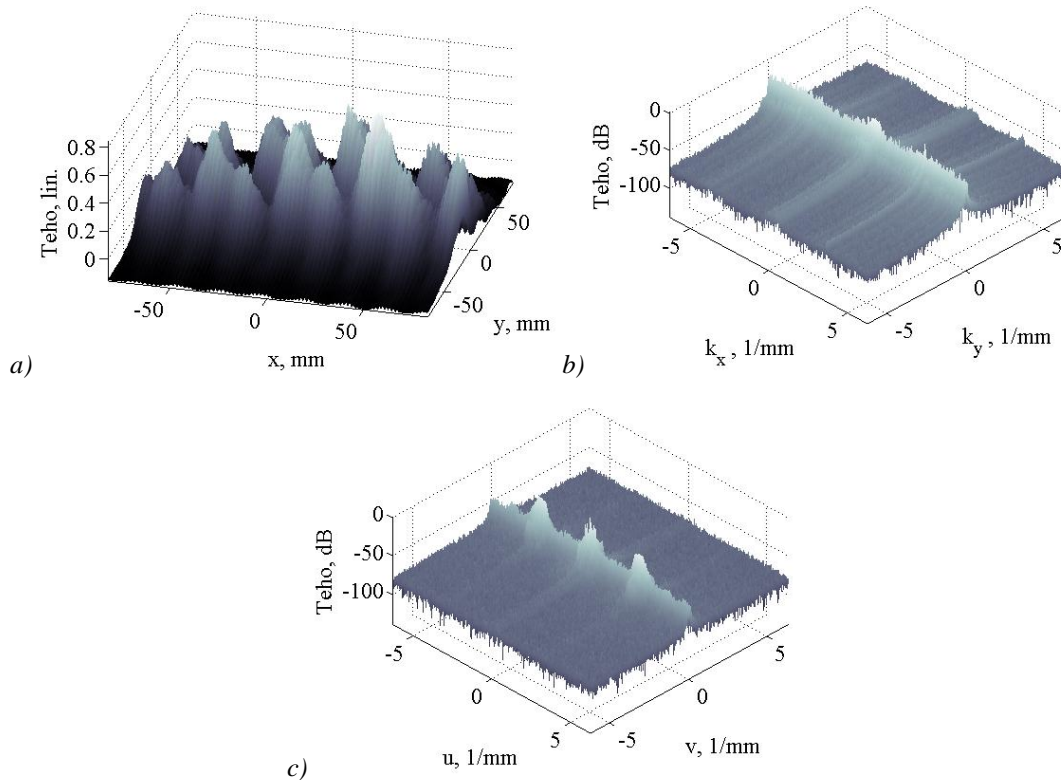 0.8
0.6
0.4
0.2
0
Teho, lin.
-50
0
50
x, mm
-50
0
50
y, mm
a)
0
-50
-100
Teho, dB
-5
0
5
k_x , 1/mm
-5
0
5
k_y , 1/mm
b)
0
-50
-100
Teho, dB
-5
0
5
u, 1/mm
-5
0
5
v, 1/mm
c)